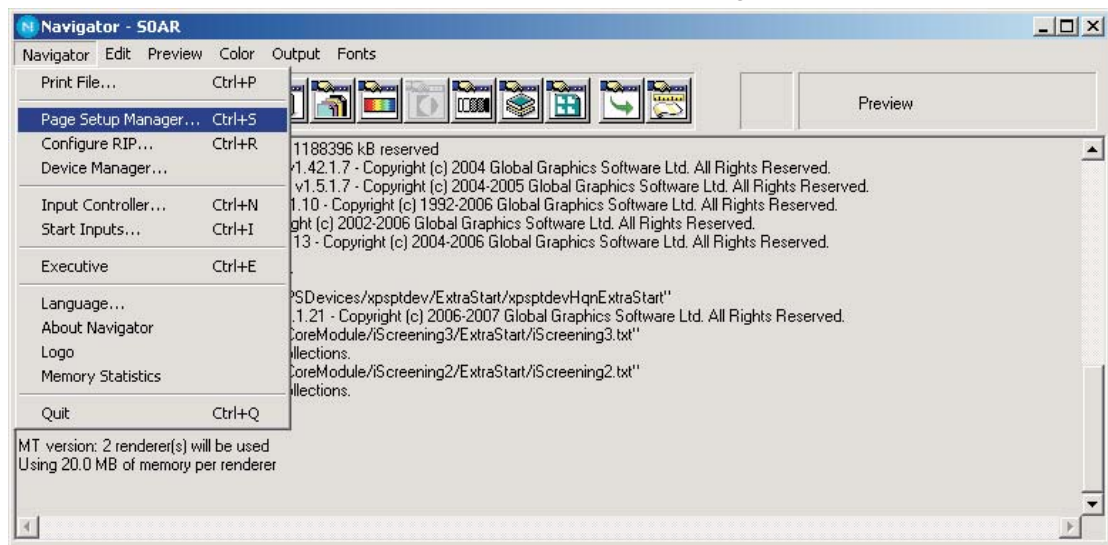 Navigator - SOAR
Navigator Edit Preview Color Output Fonts
Print File... Ctrl+P
Page Setup Manager... Ctrl+S
Configure RIP... Ctrl+R
Device Manager...
Input Controller... Ctrl+N
Start Inputs... Ctrl+I
Executive Ctrl+E
Language...
About Navigator
Logo
Memory Statistics
Quit Ctrl+Q
Preview
1188396 kB reserved
v1.42.1.7 - Copyright (c) 2004 Global Graphics Software Ltd. All Rights Reserved.
v1.5.1.7 - Copyright (c) 2004-2005 Global Graphics Software Ltd. All Rights Reserved.
1.10 - Copyright (c) 1992-2006 Global Graphics Software Ltd. All Rights Reserved.
ght (c) 2002-2006 Global Graphics Software Ltd. All Rights Reserved.
13 - Copyright (c) 2004-2006 Global Graphics Software Ltd. All Rights Reserved.
PSDevices/xpsptdev/ExtraStart/xpsptdevHqnExtraStart"
.1.21 - Copyright (c) 2006-2007 Global Graphics Software Ltd. All Rights Reserved.
CoreModule/iScreening3/ExtraStart/iScreening3.txt"
llections.
CoreModule/iScreening2/ExtraStart/iScreening2.txt"
llections.
MT version: 2 renderer(s) will be used
Using 20.0 MB of memory per renderer